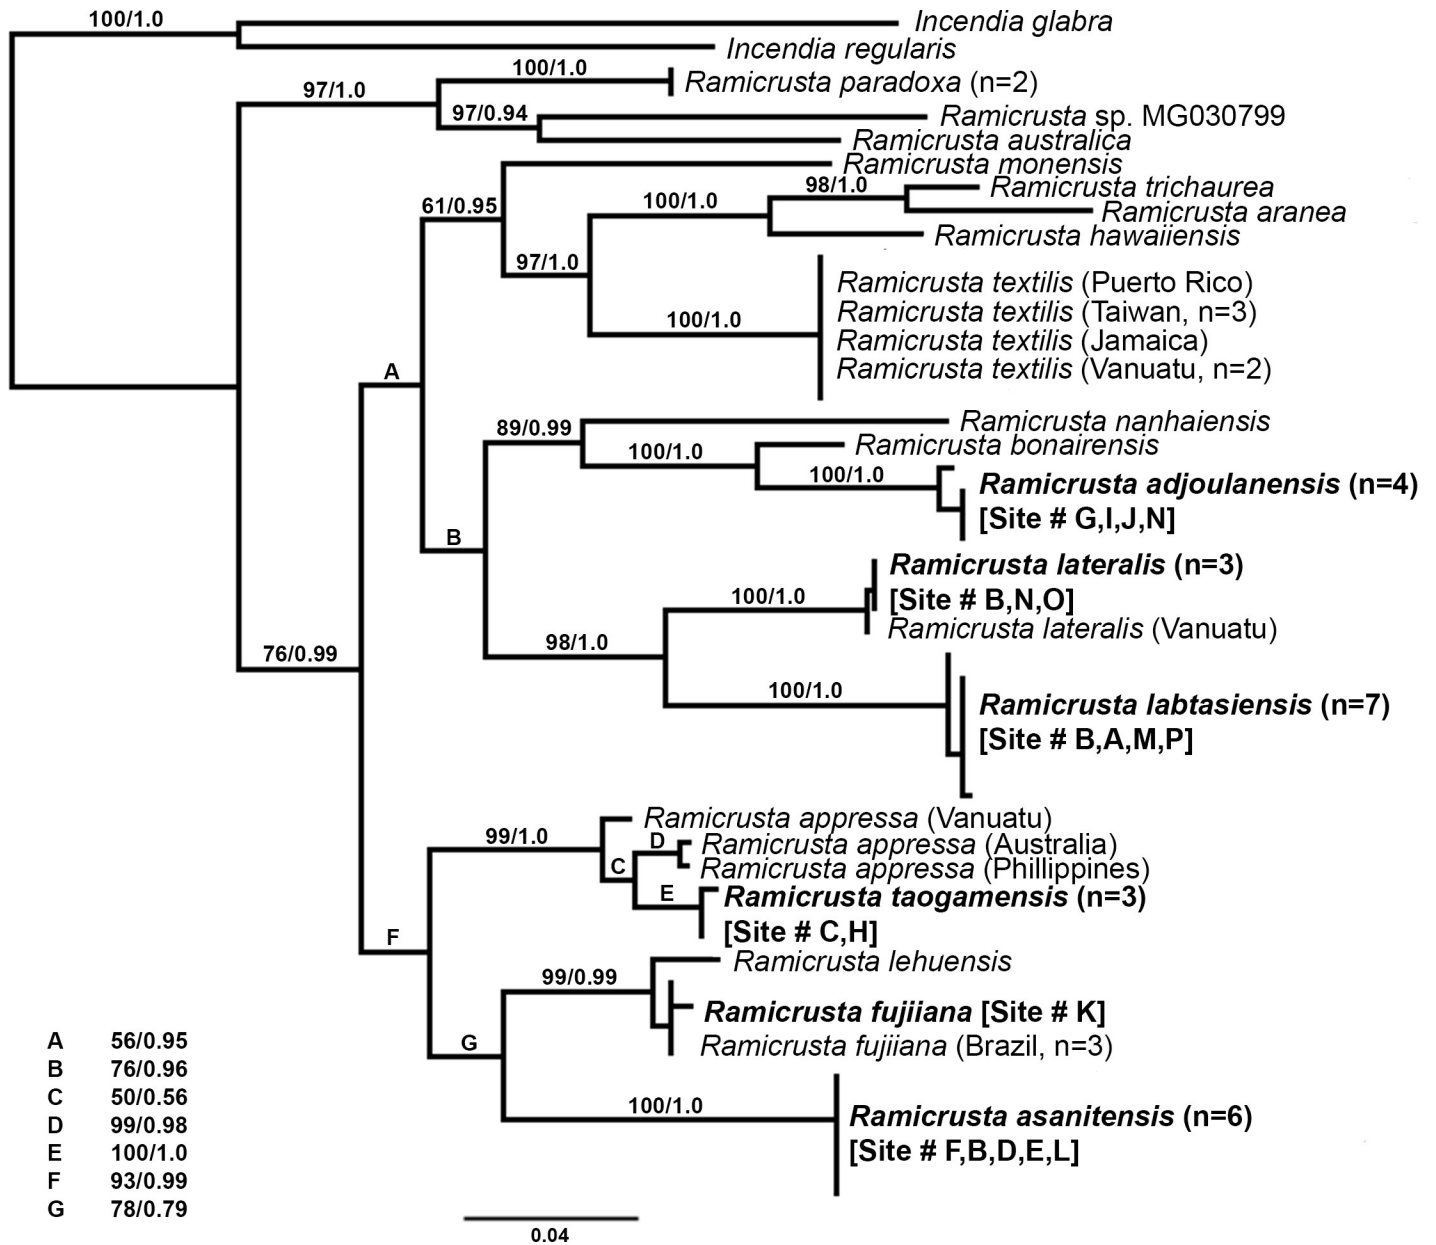 100/1.0
Incendia glabra
Incendia regularis
100/1.0
Ramicrusta paradoxa (n=2)
97/1.0
97/0.94
Ramicrusta sp. MG030799
Ramicrusta australica
Ramicrusta monensis
98/1.0
Ramicrusta trichaurea
61/0.95
100/1.0
Ramicrusta aranea
Ramicrusta hawaiiensis
97/1.0
Ramicrusta textilis (Puerto Rico)
Ramicrusta textilis (Taiwan, n=3)
100/1.0
Ramicrusta textilis (Jamaica)
Ramicrusta textilis (Vanuatu, n=2)
A
Ramicrusta nanhaiensis
89/0.99
Ramicrusta bonairensis
100/1.0
100/1.0
Ramicrusta adjoulanensis (n=4)
[Site # G,I,J,N]
B
Ramicrusta lateralis (n=3)
100/1.0
[Site # B,N,O]
Ramicrusta lateralis (Vanuatu)
98/1.0
76/0.99
100/1.0
Ramicrusta labtasiensis (n=7)
[Site # B,A,M,P]
Ramicrusta appressa (Vanuatu)
99/1.0
D
Ramicrusta appressa (Australia)
C
Ramicrusta appressa (Phillippines)
E
Ramicrusta taogamensis (n=3)
[Site # C,H]
F
Ramicrusta lehuensis
99/0.99
Ramicrusta fujiiana [Site # K]
G
Ramicrusta fujiiana (Brazil, n=3)
100/1.0
Ramicrusta asanitensis (n=6)
[Site # F,B,D,E,L]
A 56/0.95
B 76/0.96
C 50/0.56
D 99/0.98
E 100/1.0
F 93/0.99
G 78/0.79
0.04